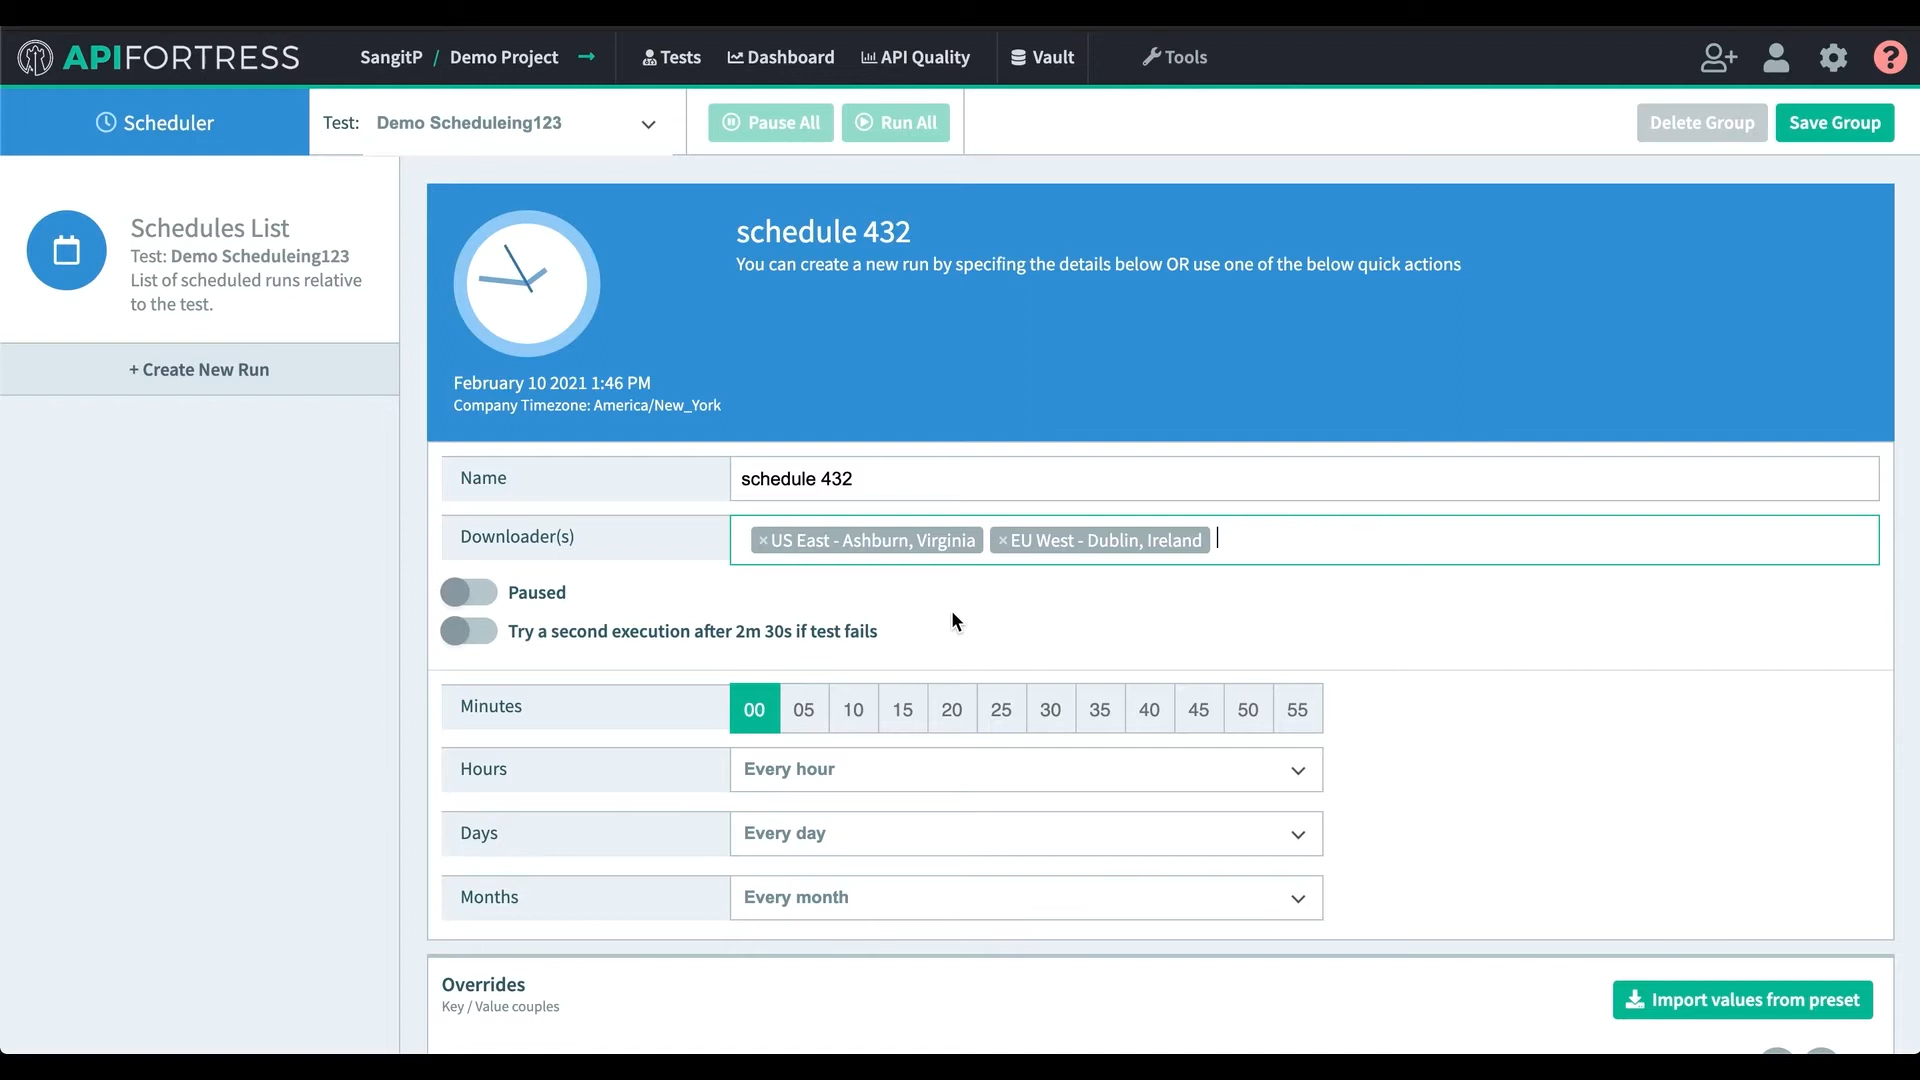 APIFORTRESS
SangitP / Demo Project →
Tests
Dashboard
API Quality
Vault
Tools
?
Scheduler
Test: Demo Scheduleing123
Pause All
Run All
Delete Group
Save Group
Schedules List
Test: Demo Scheduleing123
List of scheduled runs relative
to the test.
+ Create New Run
schedule 432
You can create a new run by specifing the details below OR use one of the below quick actions
February 10 2021 1:46 PM
Company Timezone: America/New_York
Name
schedule 432
Downloader(s)
×US East - Ashburn, Virginia ×EU West - Dublin, Ireland
Paused
Try a second execution after 2m 30s if test fails
Minutes
00 05 10 15 20 25 30 35 40 45 50 55
Hours
Every hour
Days
Every day
Months
Every month
Overrides
Key / Value couples
Import values from preset